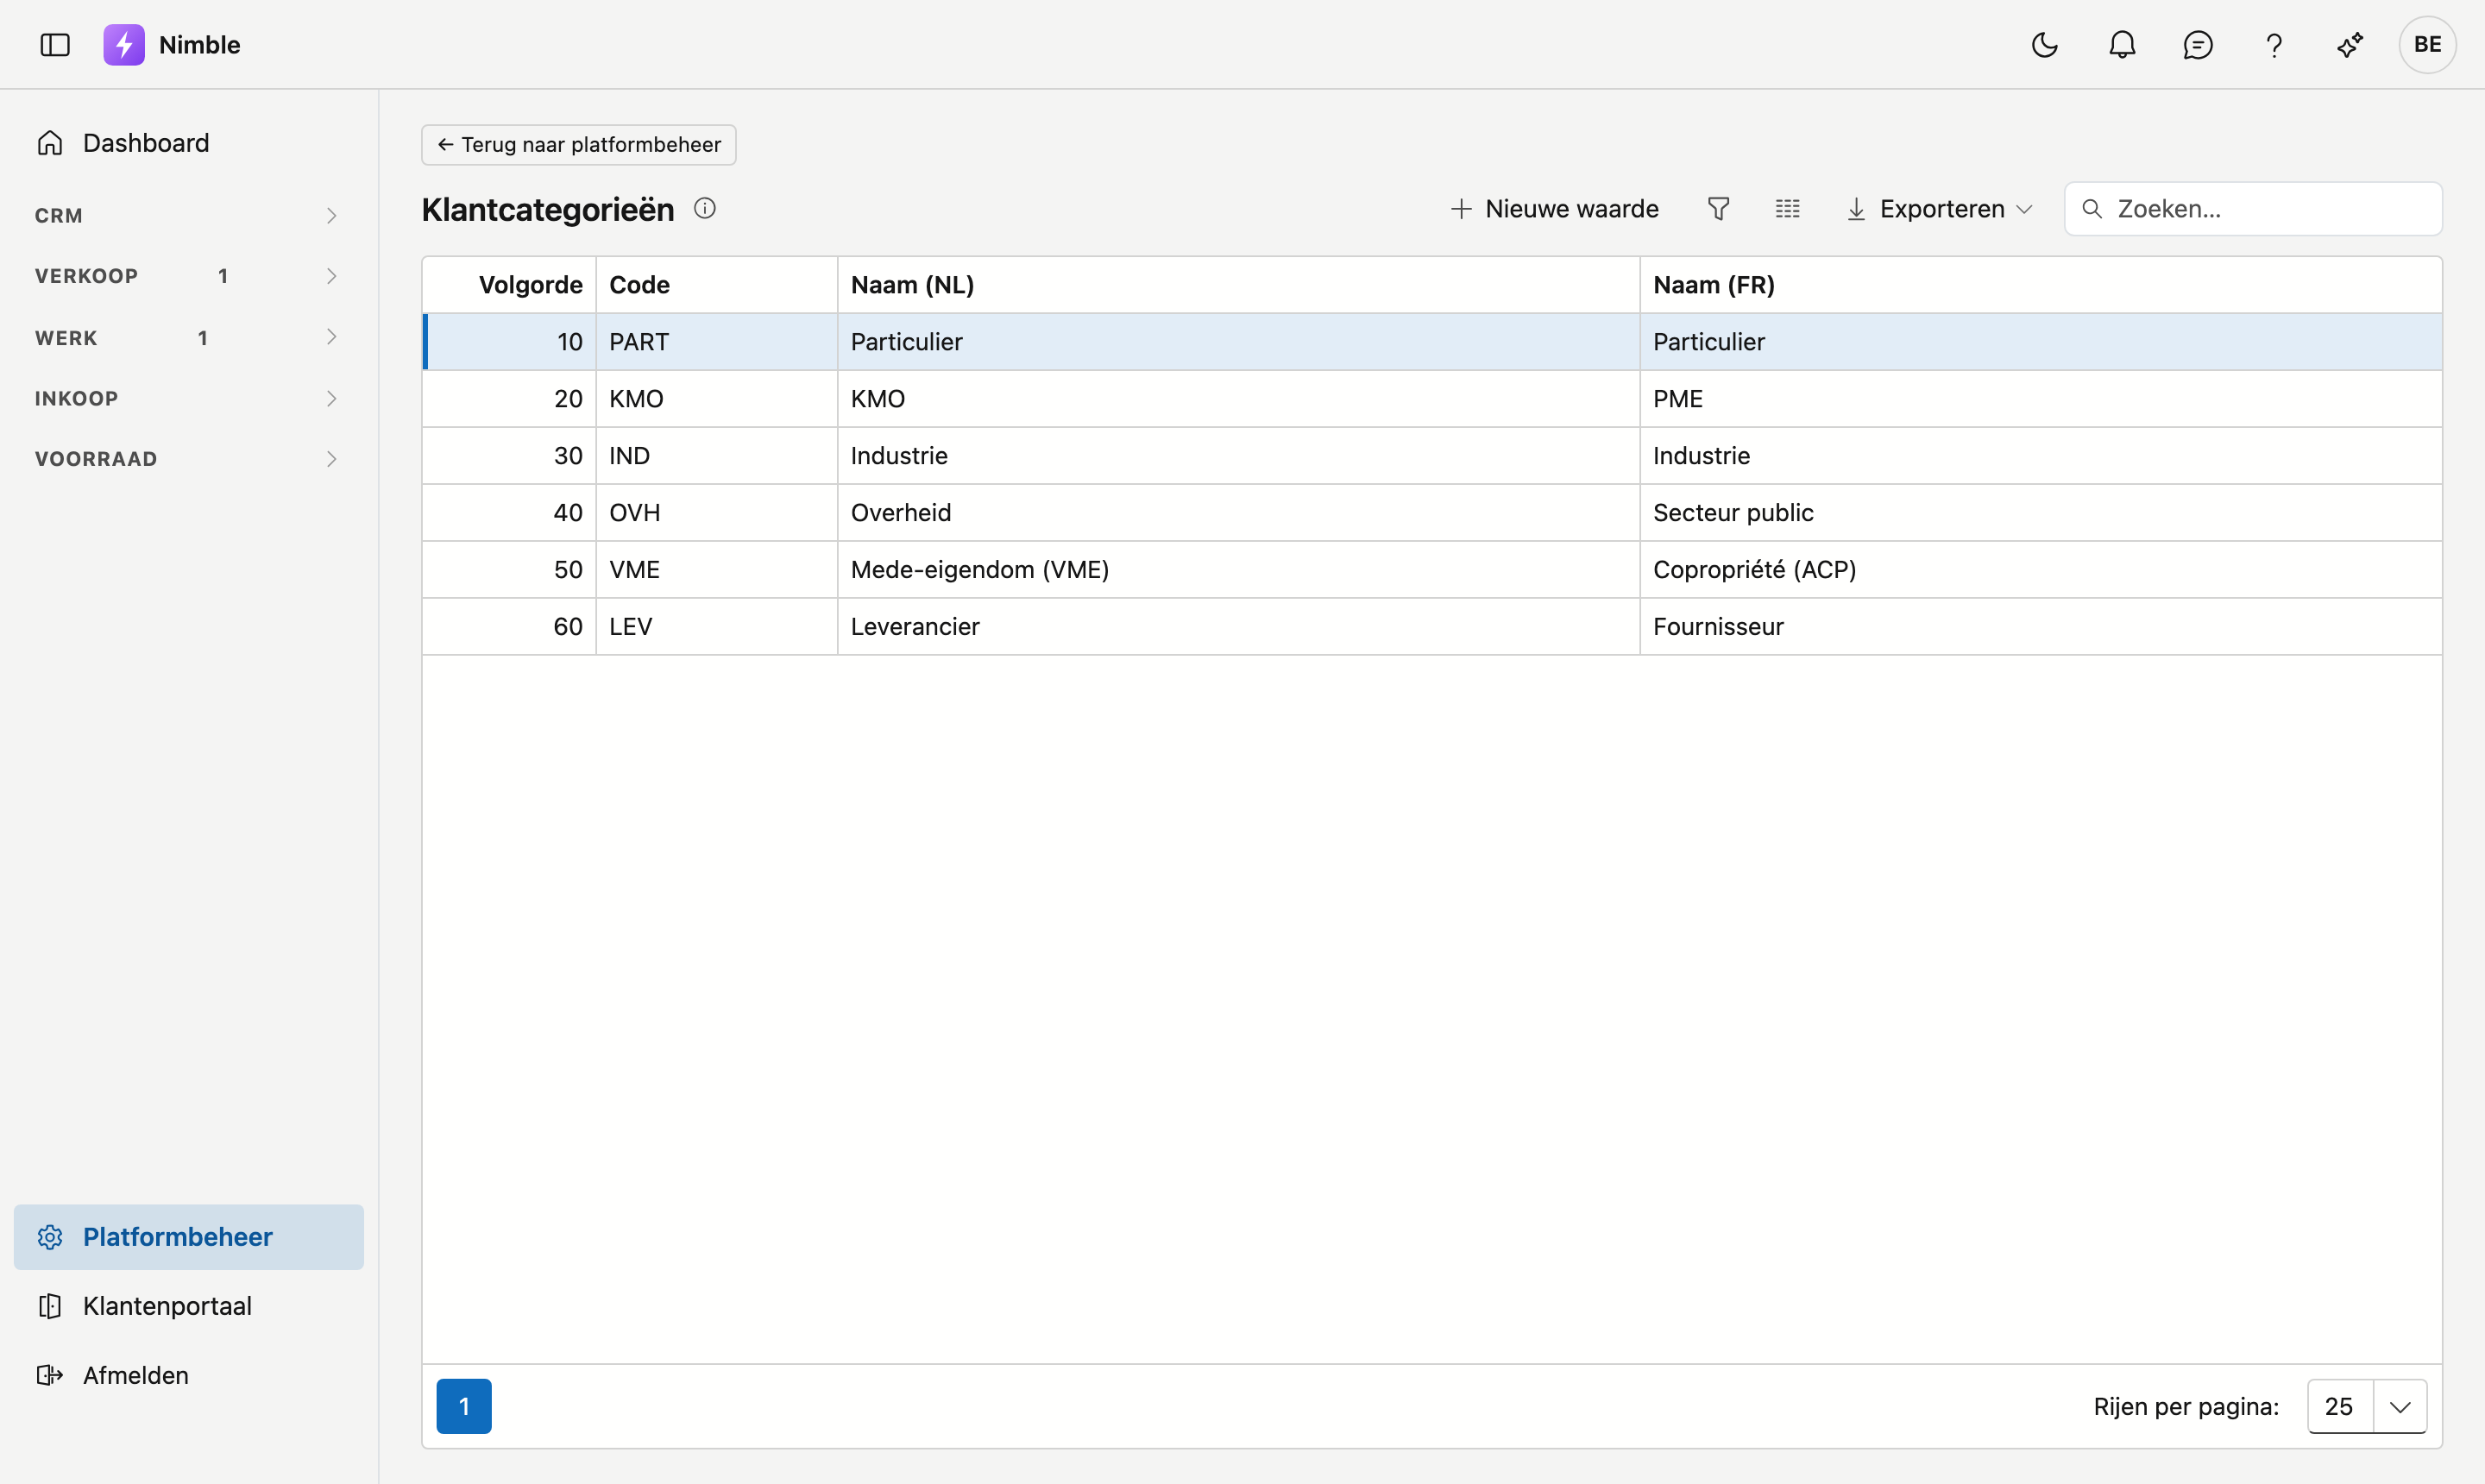 Nimble
BE
Dashboard
CRM
VERKOOP 1
WERK 1
INKOOP
VOORRAAD
Platformbeheer
Klantenportaal
Afmelden
← Terug naar platformbeheer
Klantcategorieën
Nieuwe waarde
Exporteren
Zoeken...
Volgorde Code Naam (NL) Naam (FR)
10 PART Particulier Particulier
20 KMO KMO PME
30 IND Industrie Industrie
40 OVH Overheid Secteur public
50 VME Mede-eigendom (VME) Copropriété (ACP)
60 LEV Leverancier Fournisseur
1
Rijen per pagina: 25